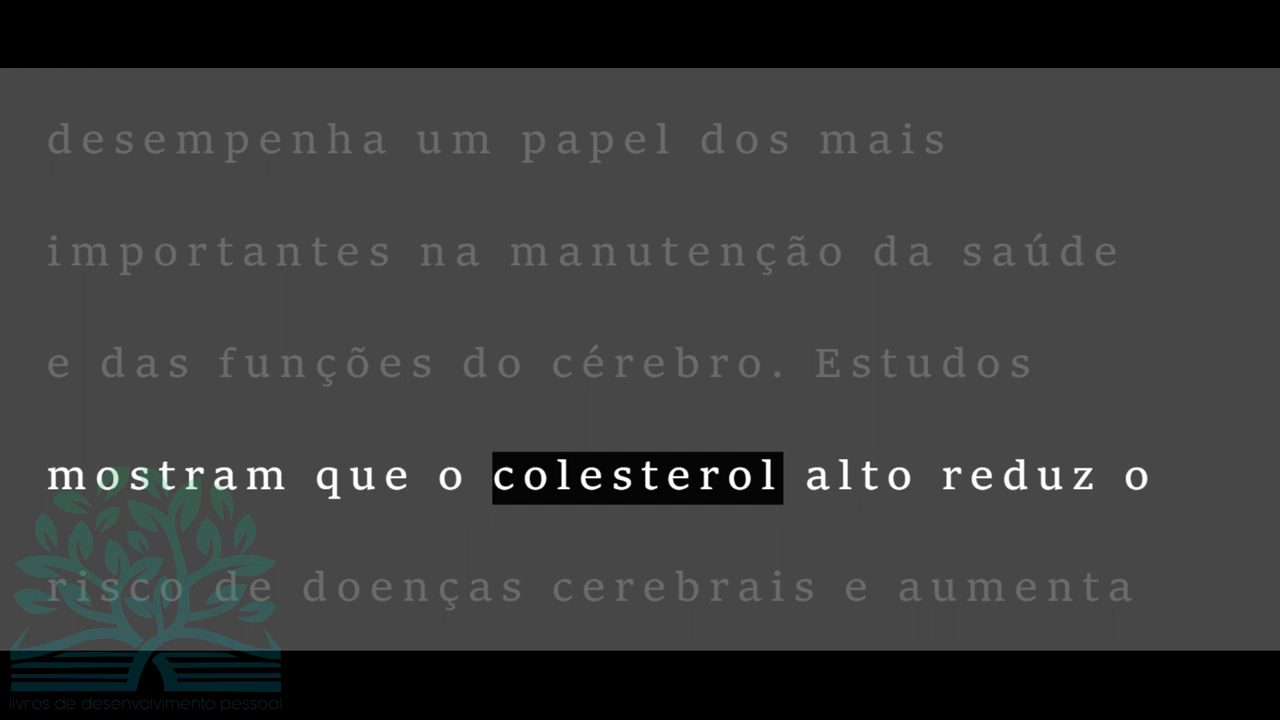 desempenha um papel dos mais
importantes na manutenção da saúde
e das funções do cérebro. Estudos
mostram que o colesterol alto reduz o
risco de doenças cerebrais e aumenta
livros de desenvolvimento pessoal